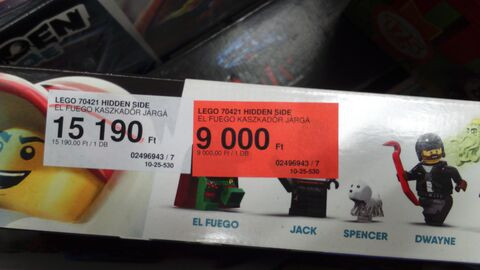 DEN
LEGO 70421 HIDDEN SIDE
EL FUEGO KASZKADŐR JÁRGÁ
15 190 Ft
15 190,00 Ft / 1 DB
02496943 / 7
10-25-530
LEGO 70421 HIDDEN SIDE
EL FUEGO KASZKADŐR JÁRGÁ
9 000 Ft
9 000,00 Ft / 1 DB
02496943 / 7
10-25-530
EL FUEGO
JACK
SPENCER
DWAYNE